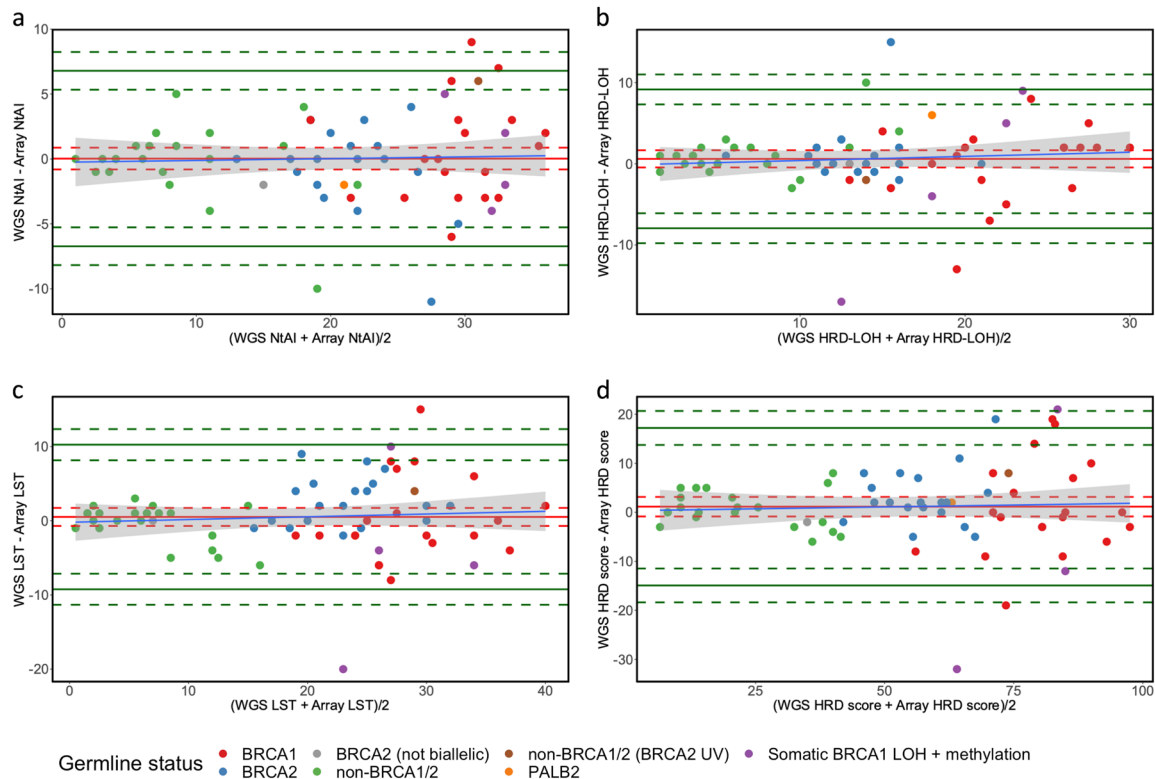 a
10
5
0
-5
-10
WGS NtAI - Array NtAI
0 10 20 30
(WGS NtAI + Array NtAI)/2
b
10
0
-10
WGS HRD-LOH - Array HRD-LOH
10 20 30
(WGS HRD-LOH + Array HRD-LOH)/2
c
10
0
-10
-20
WGS LST - Array LST
0 10 20 30 40
(WGS LST + Array LST)/2
d
20
10
0
-10
-20
-30
WGS HRD score - Array HRD score
25 50 75 100
(WGS HRD score + Array HRD score)/2
Germline status
BRCA1
BRCA2
BRCA2 (not biallelic)
non-BRCA1/2
non-BRCA1/2 (BRCA2 UV)
PALB2
Somatic BRCA1 LOH + methylation